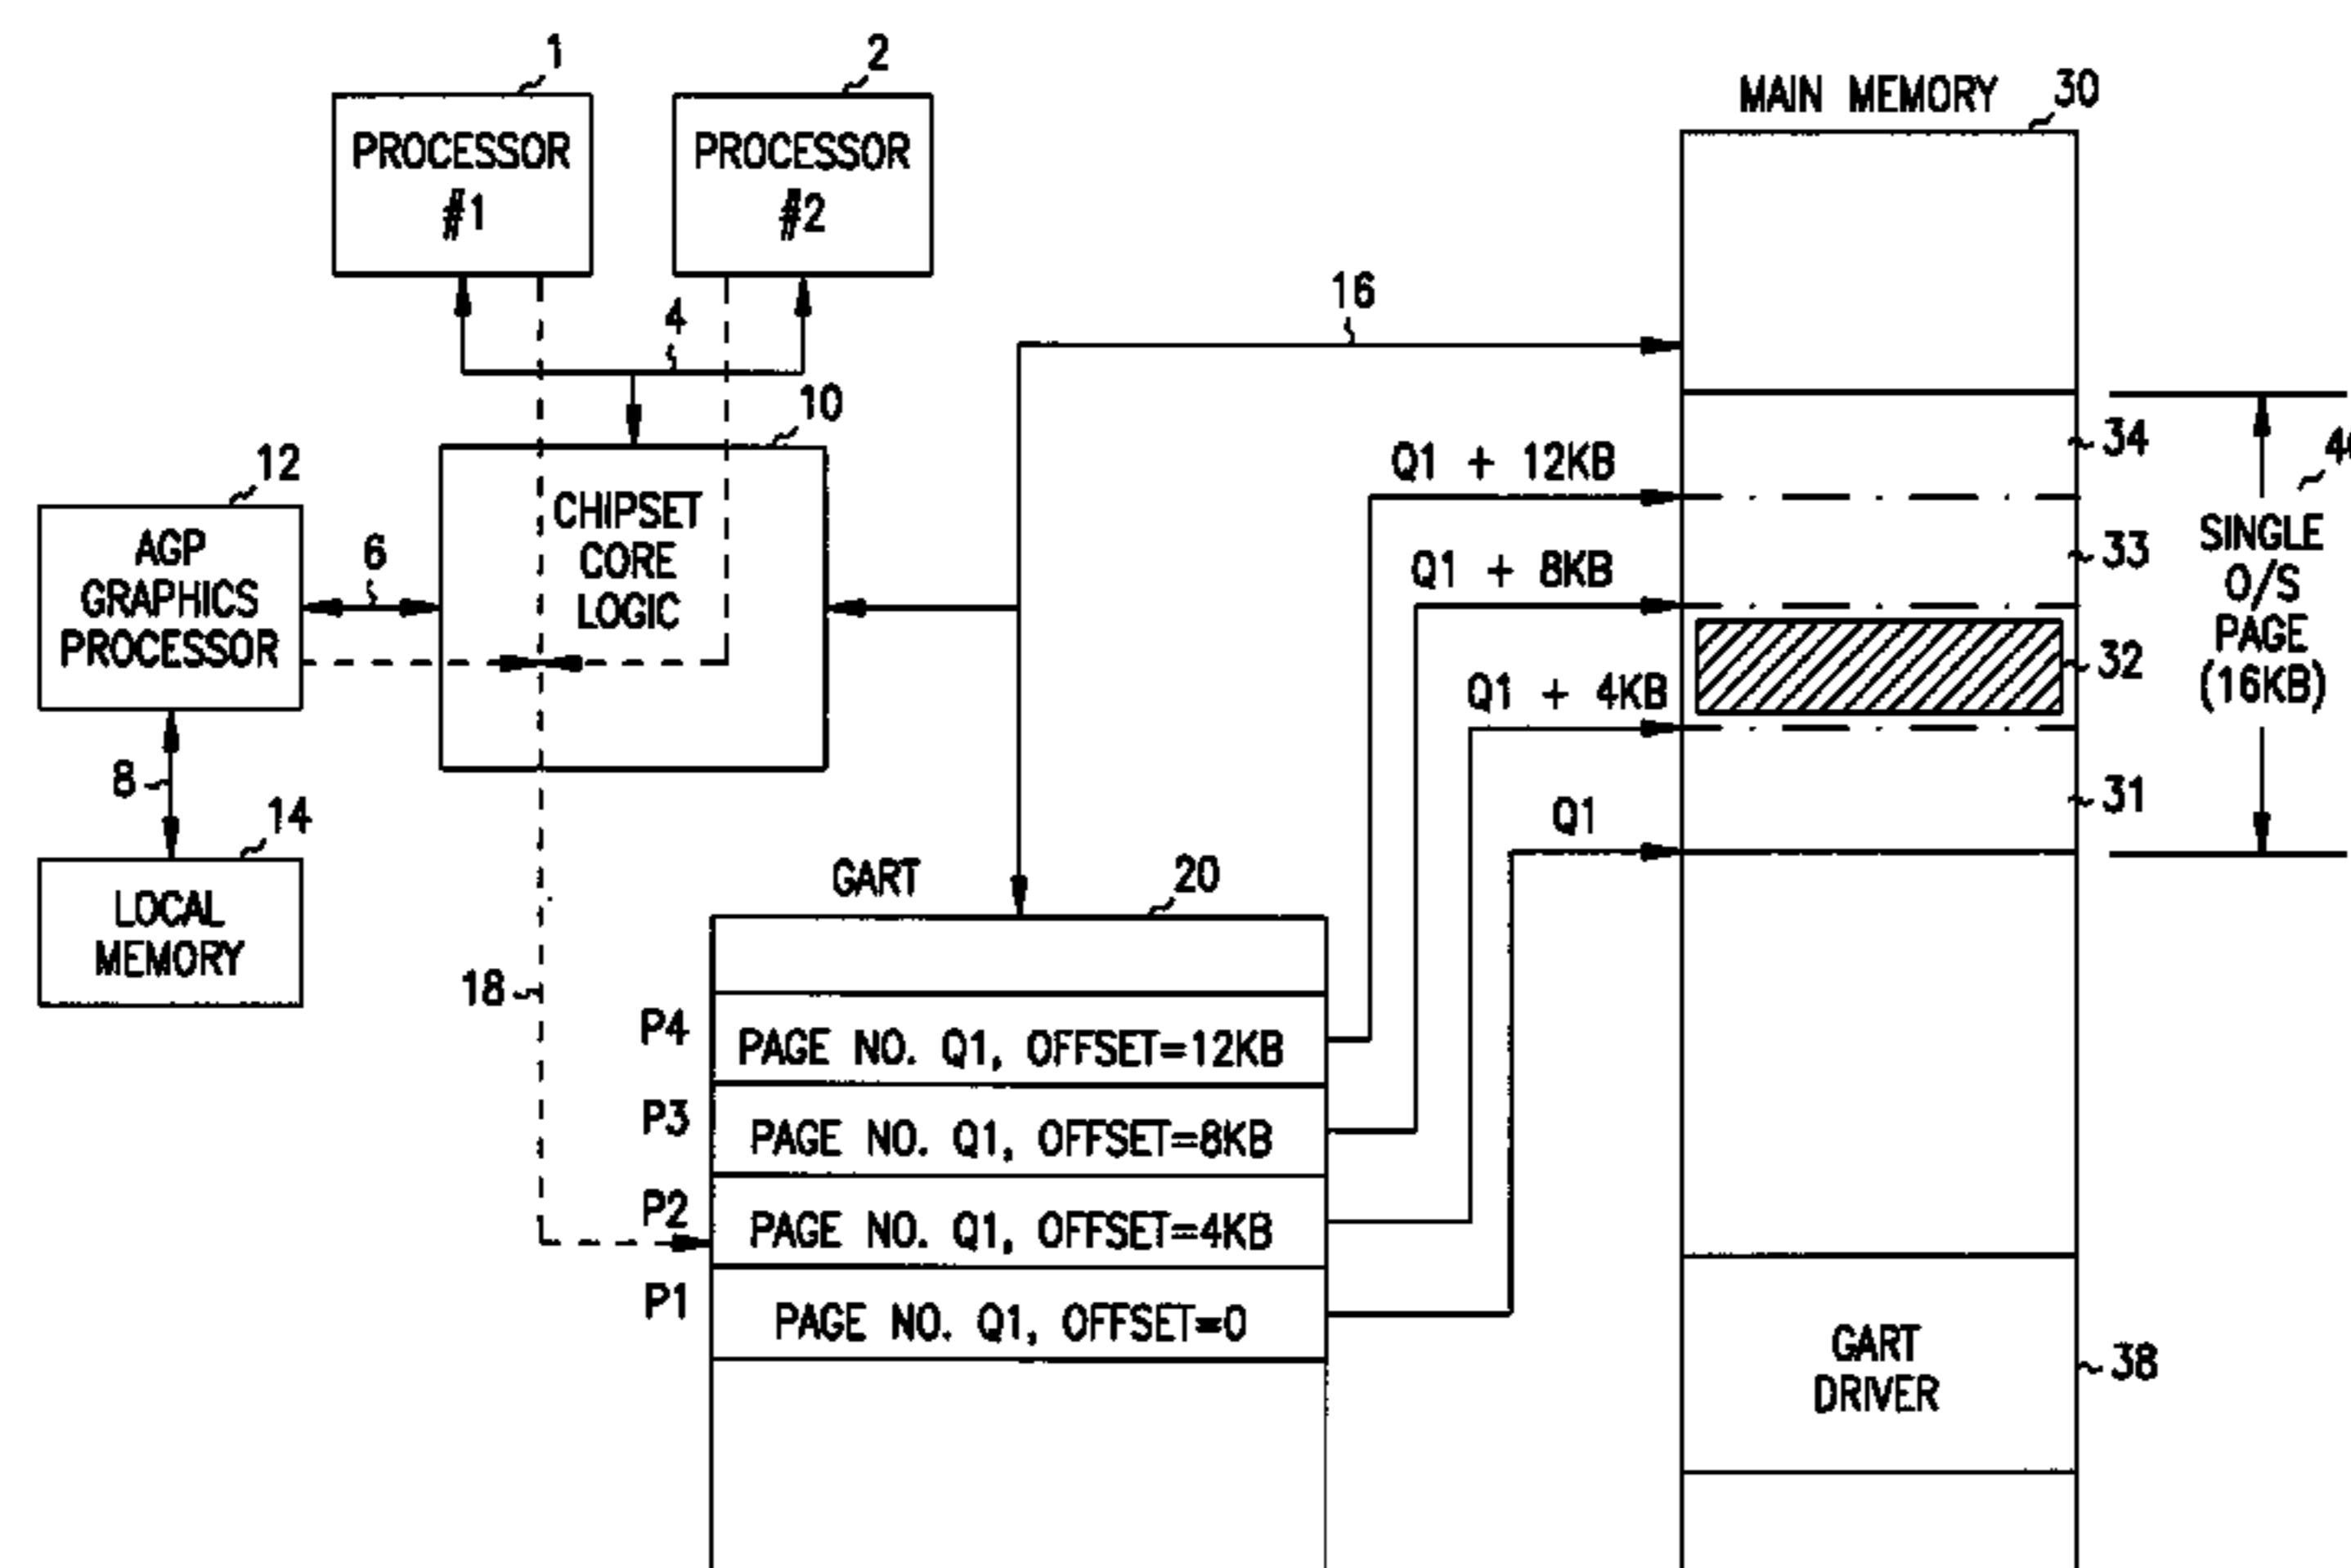 1
2
PROCESSOR
#1
PROCESSOR
#2
MAIN MEMORY
30
4
16
10
12
CHIPSET
CORE
LOGIC
AGP
GRAPHICS
PROCESSOR
6
8
14
LOCAL
MEMORY
18
Q1 + 12KB
Q1 + 8KB
Q1 + 4KB
Q1
34
33
32
31
SINGLE
O/S
PAGE
(16KB)
GART
20
P4
PAGE NO. Q1, OFFSET=12KB
P3
PAGE NO. Q1, OFFSET=8KB
P2
PAGE NO. Q1, OFFSET=4KB
P1
PAGE NO. Q1, OFFSET=0
GART
DRIVER
38